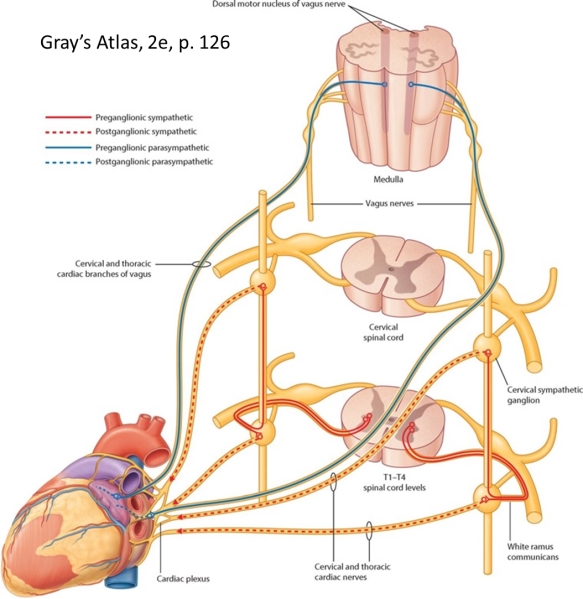 Dorsal motor nucleus of vagus nerve
Gray’s Atlas, 2e, p. 126
Preganglionic sympathetic
Postganglionic sympathetic
Preganglionic parasympathetic
Postganglionic parasympathetic
Medulla
Vagus nerves
Cervical and thoracic
cardiac branches of vagus
Cervical
spinal cord
Cervical sympathetic
ganglion
T1–T4
spinal cord levels
White ramus
communicans
Cervical and thoracic
cardiac nerves
Cardiac plexus